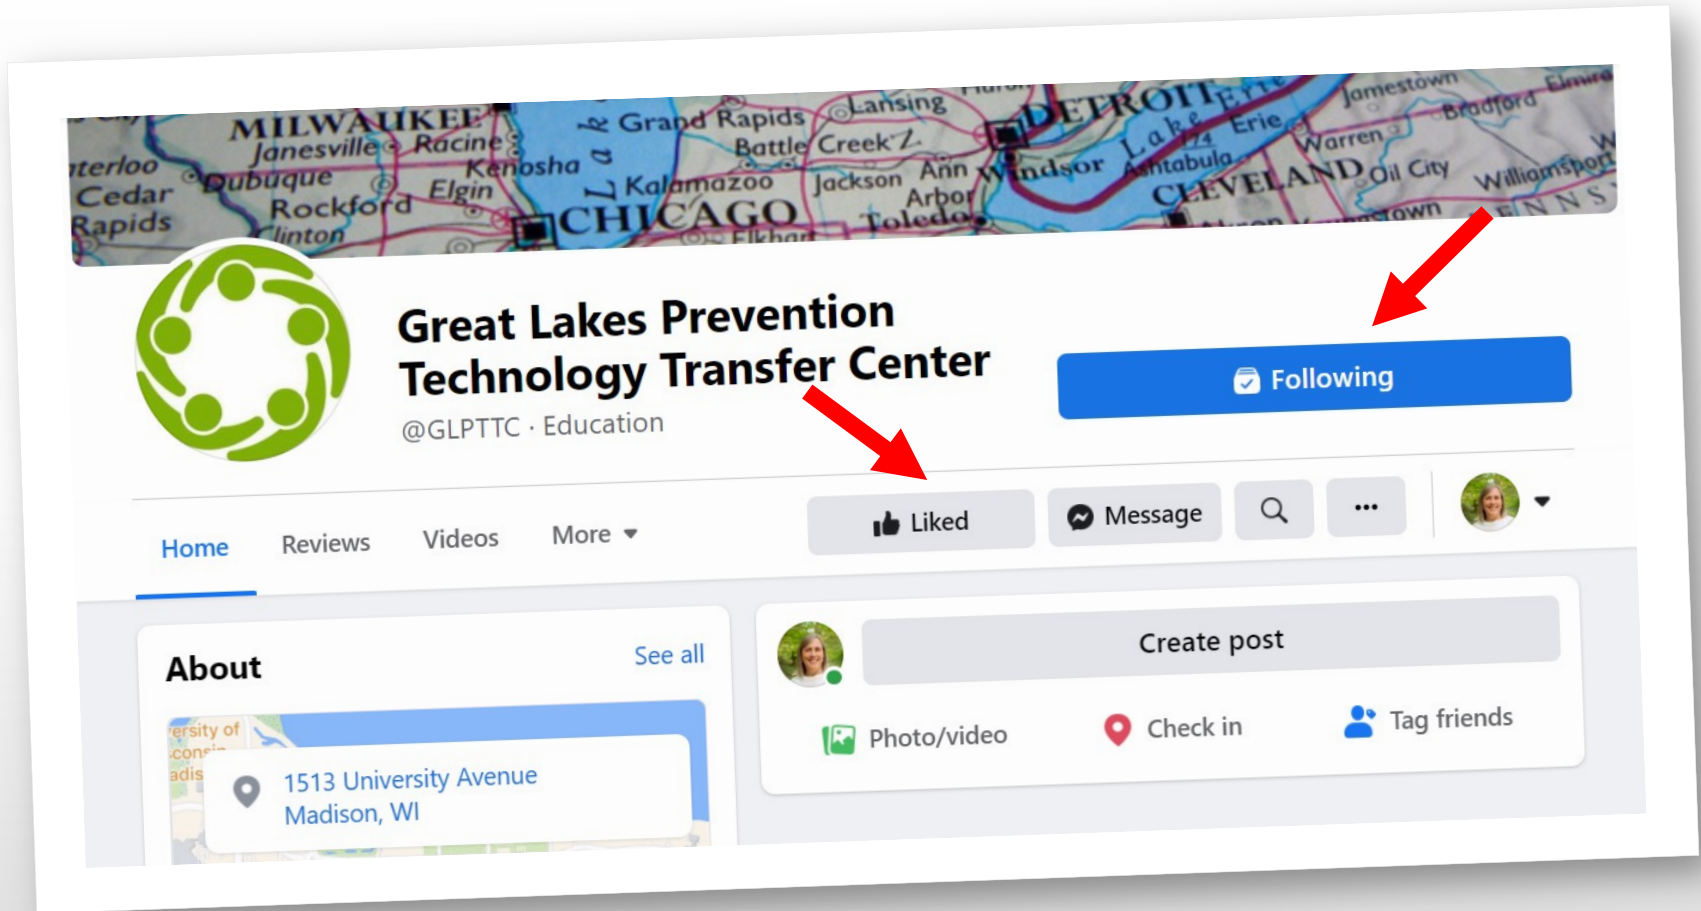 MILWAUKEE
Janesville
Racine
Kenosha
Grand Rapids
Lansing
DETROIT
Erie
Jamestown
Bradford
Elmira
Battle Creek
Lake Erie
Warren
Waterloo
Dubuque
Elgin
Lak
Kalamazoo
Jackson
Ann
Arbor
Windsor
Ashtabula
CLEVELAND
Oil City
Williamsport
Cedar
Rapids
Rockford
Clinton
CHICAGO
Elkhart
Toledo
Great Lakes Prevention
Technology Transfer Center
@GLPTTC · Education
Following
Home Reviews Videos More
Liked Message
About See all
1513 University Avenue
Madison, WI
Create post
Photo/video Check in Tag friends